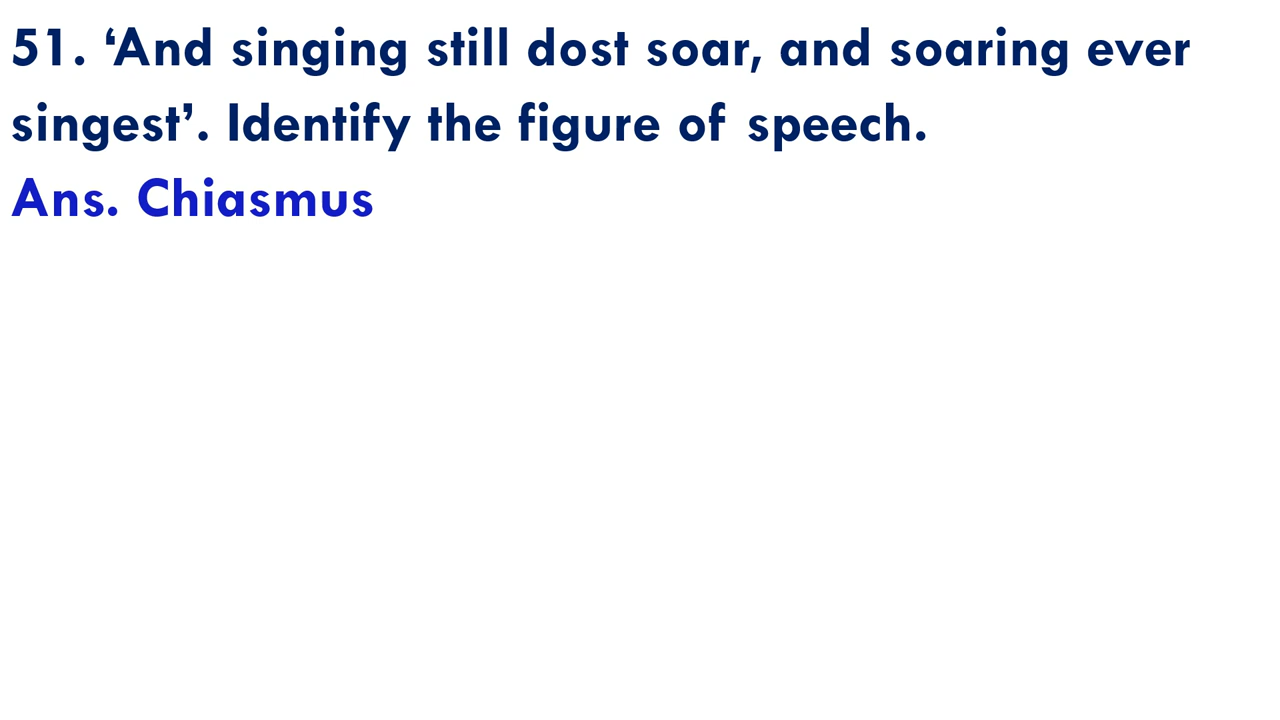 51. ‘And singing still dost soar, and soaring ever
singest’. Identify the figure of speech.
Ans. Chiasmus